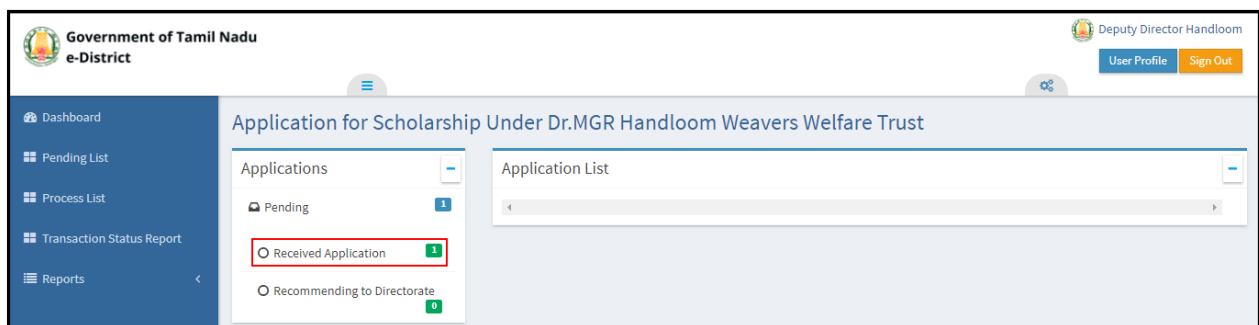 Government of Tamil Nadu
e-District
Deputy Director Handloom
User Profile
Sign Out
Dashboard
Pending List
Process List
Transaction Status Report
Reports
Application for Scholarship Under Dr.MGR Handloom Weavers Welfare Trust
Applications
Pending 1
Received Application 1
Recommending to Directorate
0
Application List